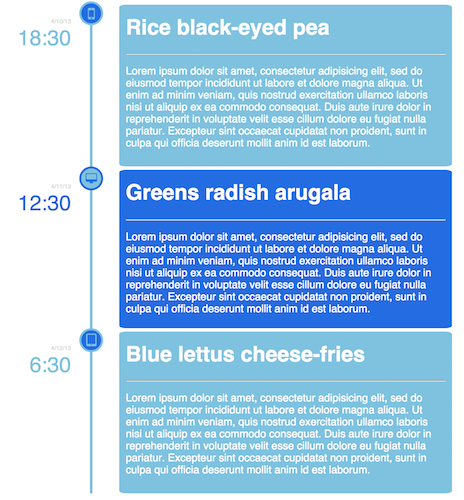 4/10/13
18:30
Rice black-eyed pea
Lorem ipsum dolor sit amet, consectetur adipisicing elit, sed do
eiusmod tempor incididunt ut labore et dolore magna aliqua. Ut
enim ad minim veniam, quis nostrud exercitation ullamco laboris
nisi ut aliquip ex ea commodo consequat. Duis aute irure dolor in
reprehenderit in voluptate velit esse cillum dolore eu fugiat nulla
pariatur. Excepteur sint occaecat cupidatat non proident, sunt in
culpa qui officia deserunt mollit anim id est laborum.
4/11/13
12:30
Greens radish arugala
Lorem ipsum dolor sit amet, consectetur adipisicing elit, sed do
eiusmod tempor incididunt ut labore et dolore magna aliqua. Ut
enim ad minim veniam, quis nostrud exercitation ullamco laboris
nisi ut aliquip ex ea commodo consequat. Duis aute irure dolor in
reprehenderit in voluptate velit esse cillum dolore eu fugiat nulla
pariatur. Excepteur sint occaecat cupidatat non proident, sunt in
culpa qui officia deserunt mollit anim id est laborum.
4/12/13
6:30
Blue lettus cheese-fries
Lorem ipsum dolor sit amet, consectetur adipisicing elit, sed do
eiusmod tempor incididunt ut labore et dolore magna aliqua. Ut
enim ad minim veniam, quis nostrud exercitation ullamco laboris
nisi ut aliquip ex ea commodo consequat. Duis aute irure dolor in
reprehenderit in voluptate velit esse cillum dolore eu fugiat nulla
pariatur. Excepteur sint occaecat cupidatat non proident, sunt in
culpa qui officia deserunt mollit anim id est laborum.